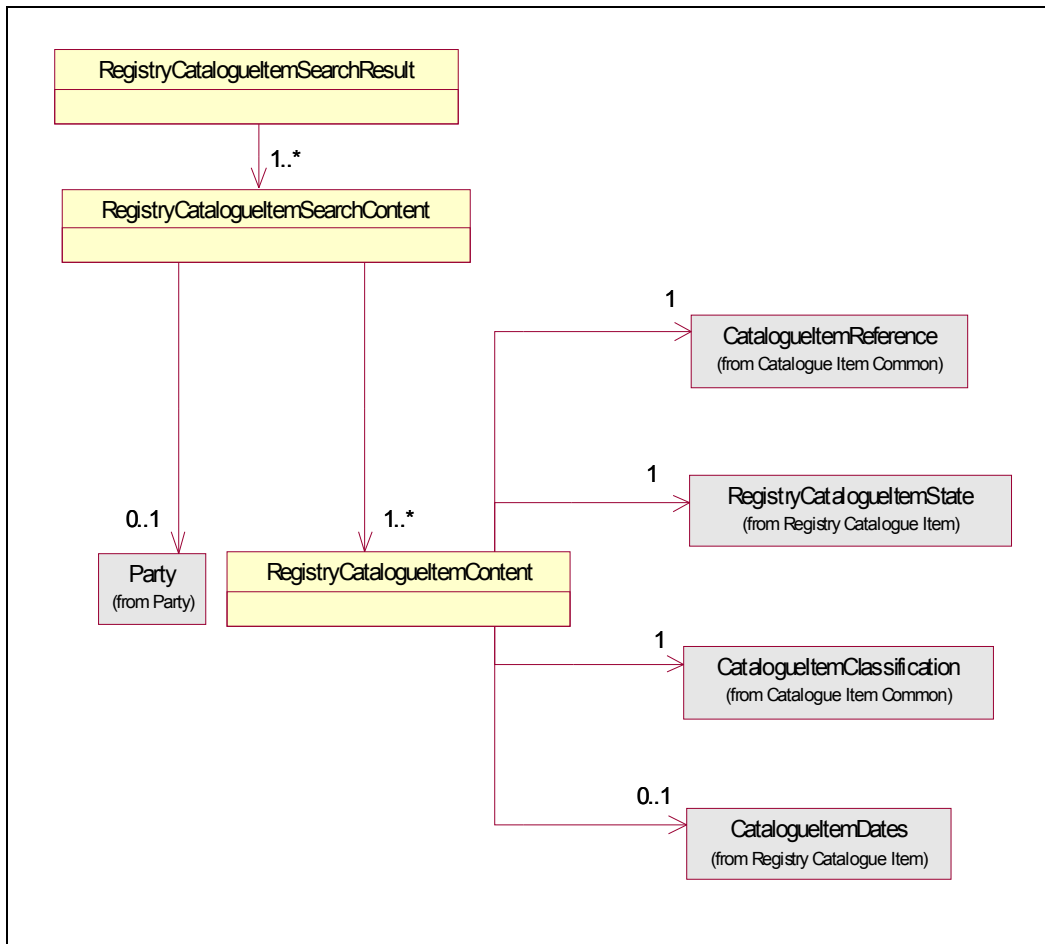 RegistryCatalogueItemSearchResult
1..*
RegistryCatalogueItemSearchContent
1
CatalogueItemReference
(from Catalogue Item Common)
1
RegistryCatalogueItemState
(from Registry Catalogue Item)
0..1
1..*
Party
(from Party)
RegistryCatalogueItemContent
1
CatalogueItemClassification
(from Catalogue Item Common)
0..1
CatalogueItemDates
(from Registry Catalogue Item)